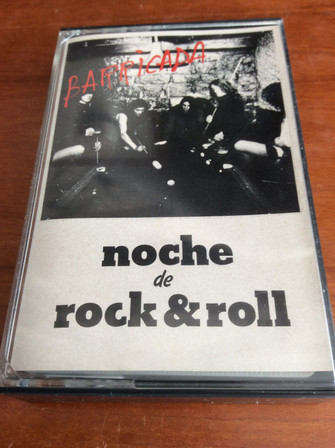 BARRICADA
noche
de
rock & roll